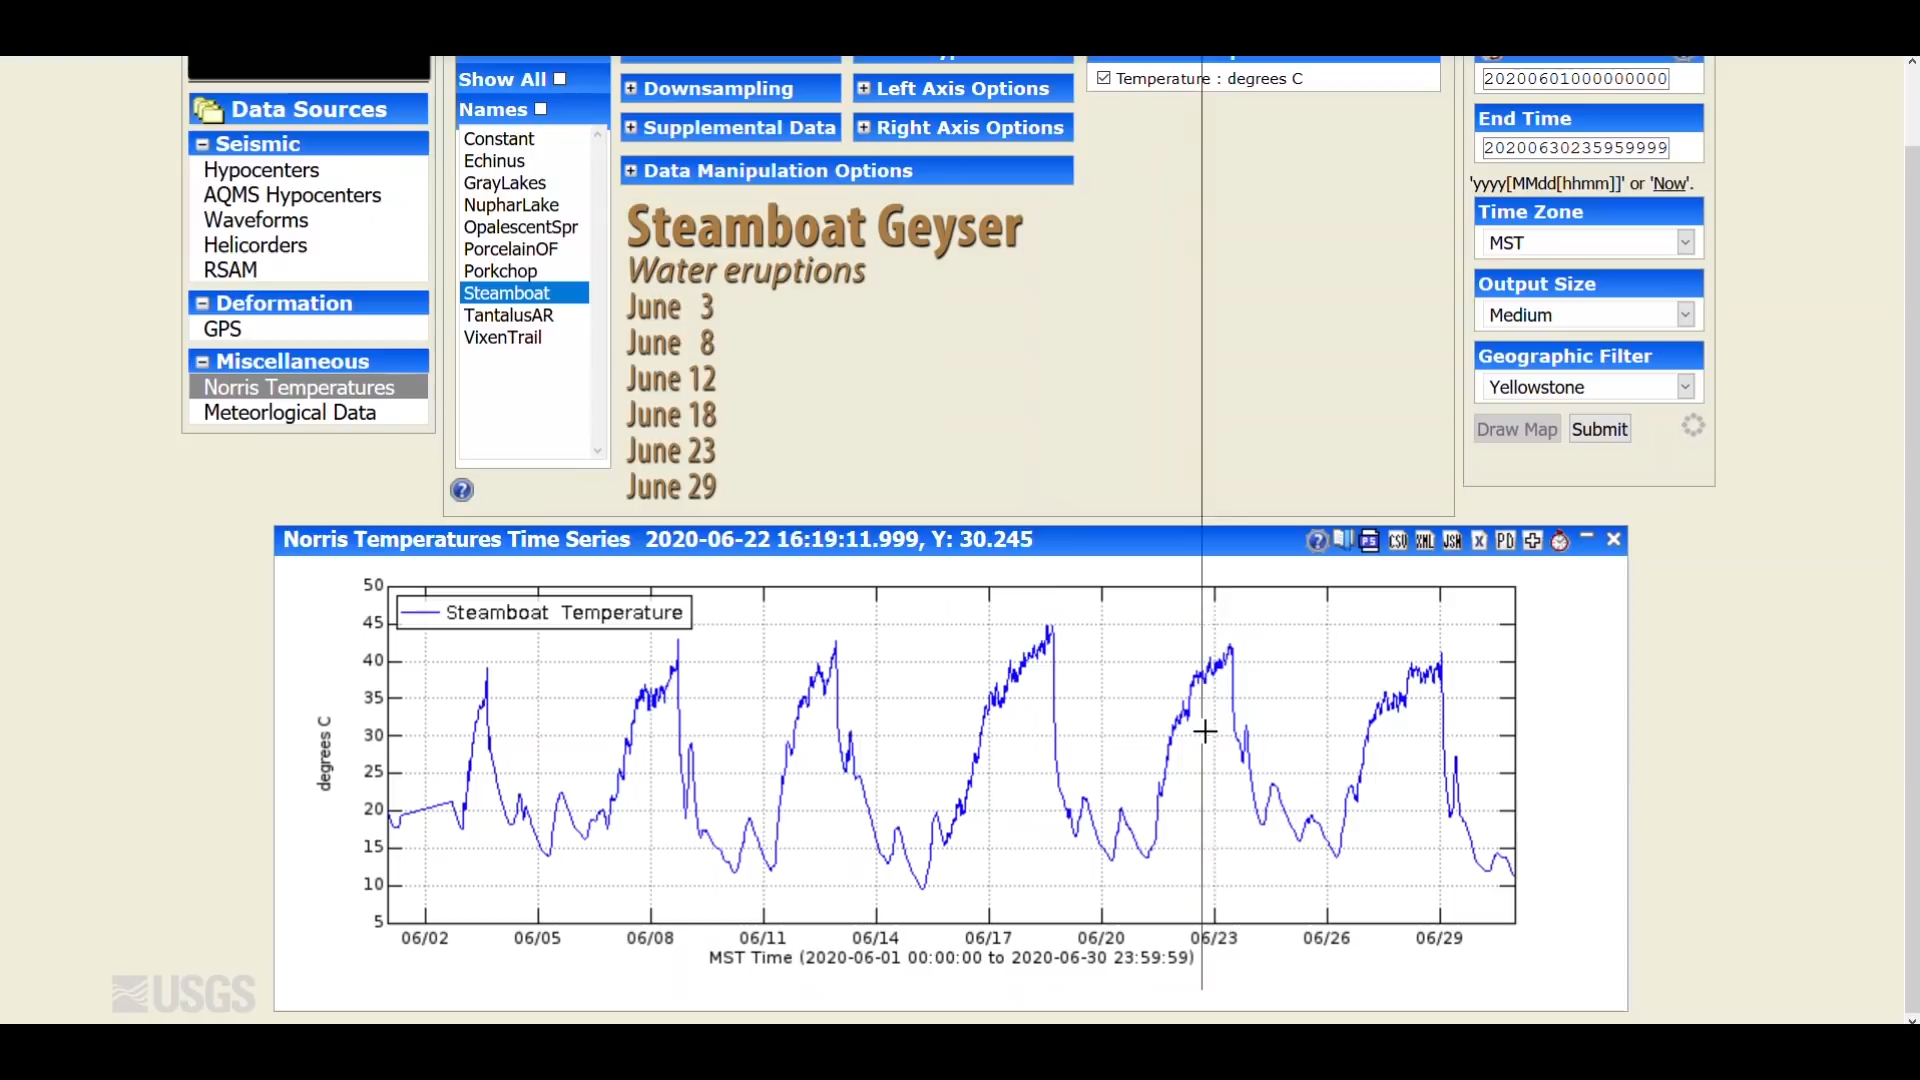 Data Sources
Seismic
Hypocenters
AQMS Hypocenters
Waveforms
Helicorders
RSAM
Deformation
GPS
Miscellaneous
Norris Temperatures
Meteorlogical Data
Show All
Names
Constant
Echinus
GrayLakes
NupharLake
OpalescentSpr
PorcelainOF
Porkchop
Steamboat
TantalusAR
VixenTrail
Downsampling
Left Axis Options
Supplemental Data
Right Axis Options
Data Manipulation Options
Temperature : degrees C
Steamboat Geyser
Water eruptions
June 3
June 8
June 12
June 18
June 23
June 29
20200601000000000
End Time
20200630235959999
'yyyy[MMdd[hhmm]]' or 'Now'.
Time Zone
MST
Output Size
Medium
Geographic Filter
Yellowstone
Draw Map Submit
Norris Temperatures Time Series 2020-06-22 16:19:11.999, Y: 30.245
PS CSV XML JSN X PD
Steamboat Temperature
degrees C
50
45
40
35
30
25
20
15
10
5
06/02 06/05 06/08 06/11 06/14 06/17 06/20 06/23 06/26 06/29
MST Time (2020-06-01 00:00:00 to 2020-06-30 23:59:59)
USGS